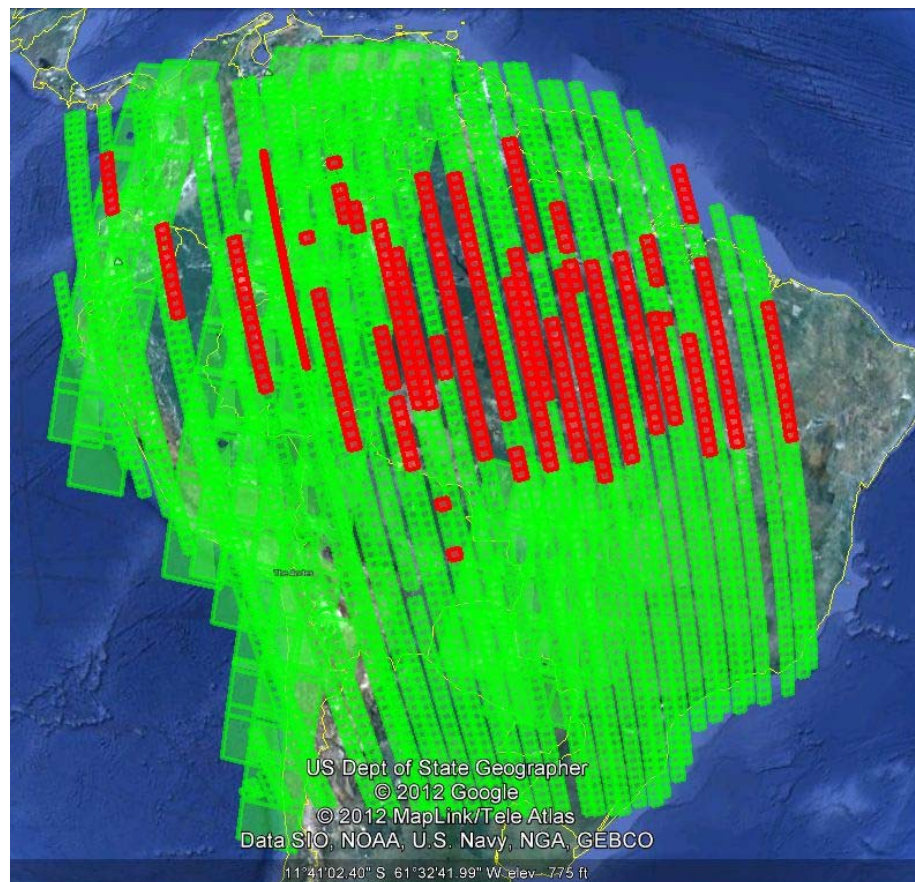 The Andes
US Dept of State Geographer
© 2012 Google
© 2012 MapLink/Tele Atlas
Data SIO, NOAA, U.S. Navy, NGA, GEBCO
11°41'02.40" S 61°32'41.99" W elev 775 ft